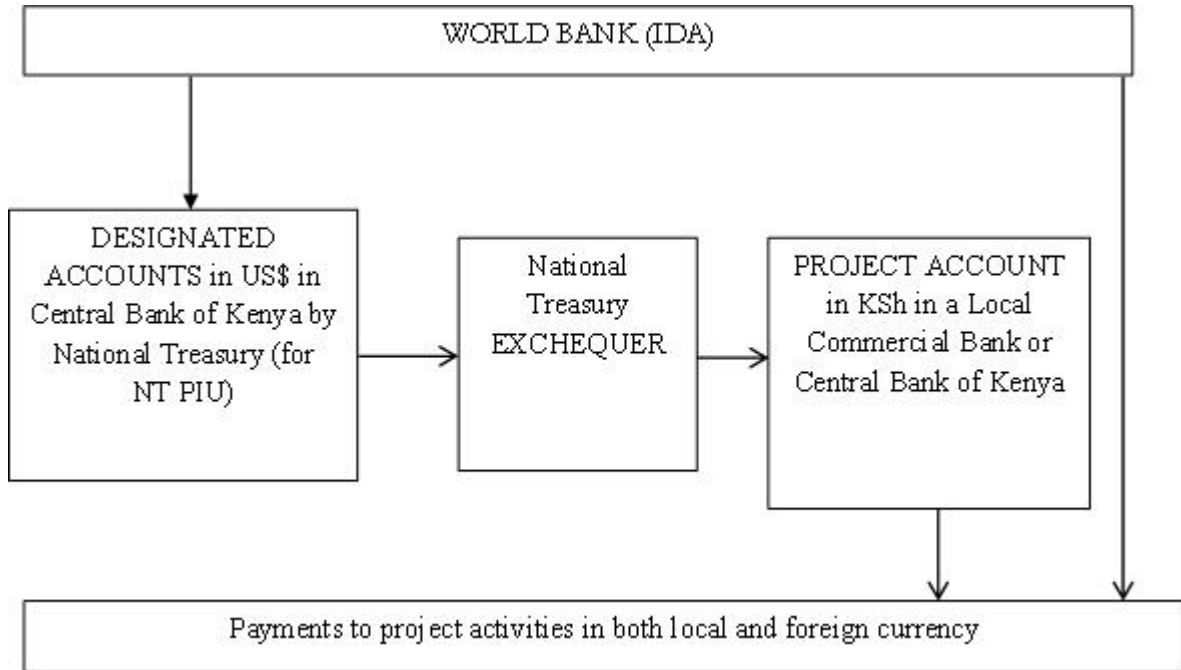 WORLD BANK (IDA)
DESIGNATED
ACCOUNTS in US$ in
Central Bank of Kenya by
National Treasury (for
NT PIU)
National
Treasury
EXCHEQUER
PROJECT ACCOUNT
in KSh in a Local
Commercial Bank or
Central Bank of Kenya
Payments to project activities in both local and foreign currency